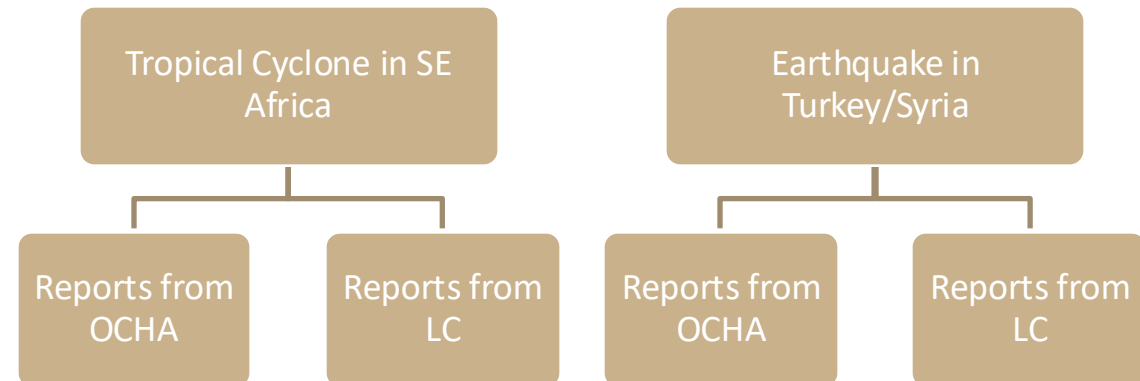 Tropical Cyclone in SE
Africa
Earthquake in
Turkey/Syria
Reports from
OCHA
Reports from
LC
Reports from
OCHA
Reports from
LC